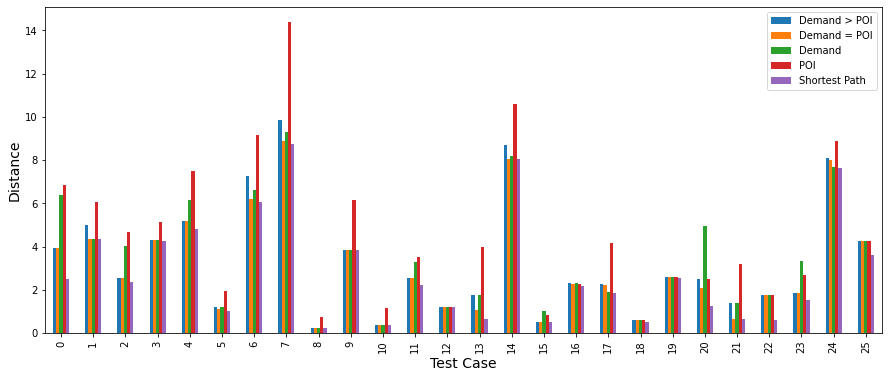 Demand > POI
Demand = POI
Demand
POI
Shortest Path
14
12
10
8
6
4
2
0
Distance
0 1 2 3 4 5 6 7 8 9 10 11 12 13 14 15 16 17 18 19 20 21 22 23 24 25
Test Case